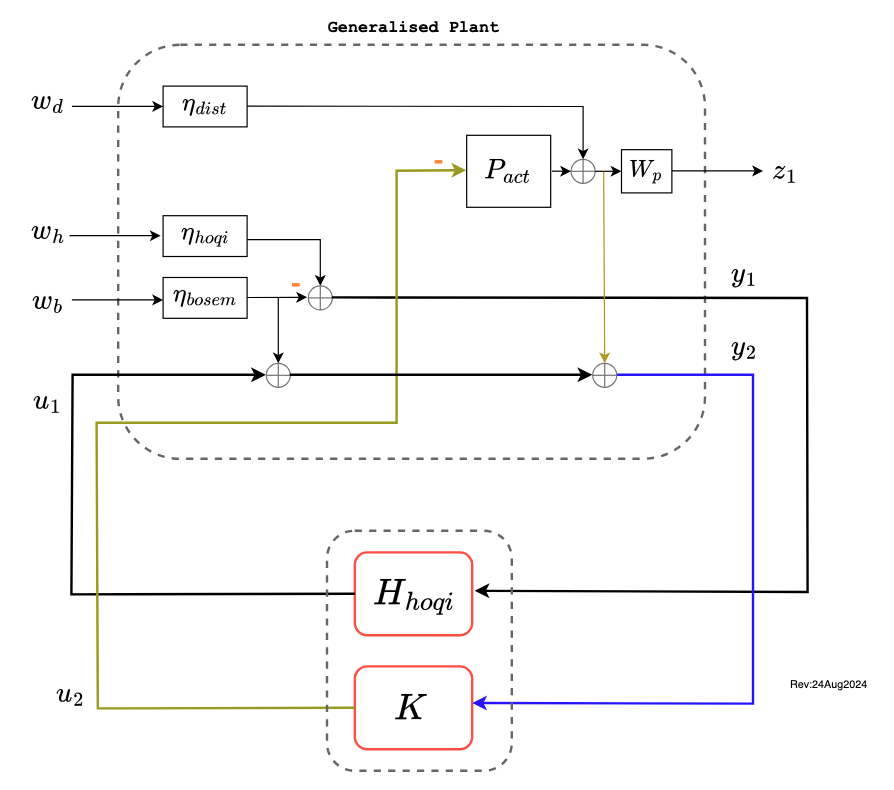 Generalised Plant
w_d
η_dist
-
P_act
W_p
z_1
w_h
η_hoqi
w_b
η_bosem
-
y_1
y_2
u_1
H_hoqi
u_2
K
Rev:24Aug2024